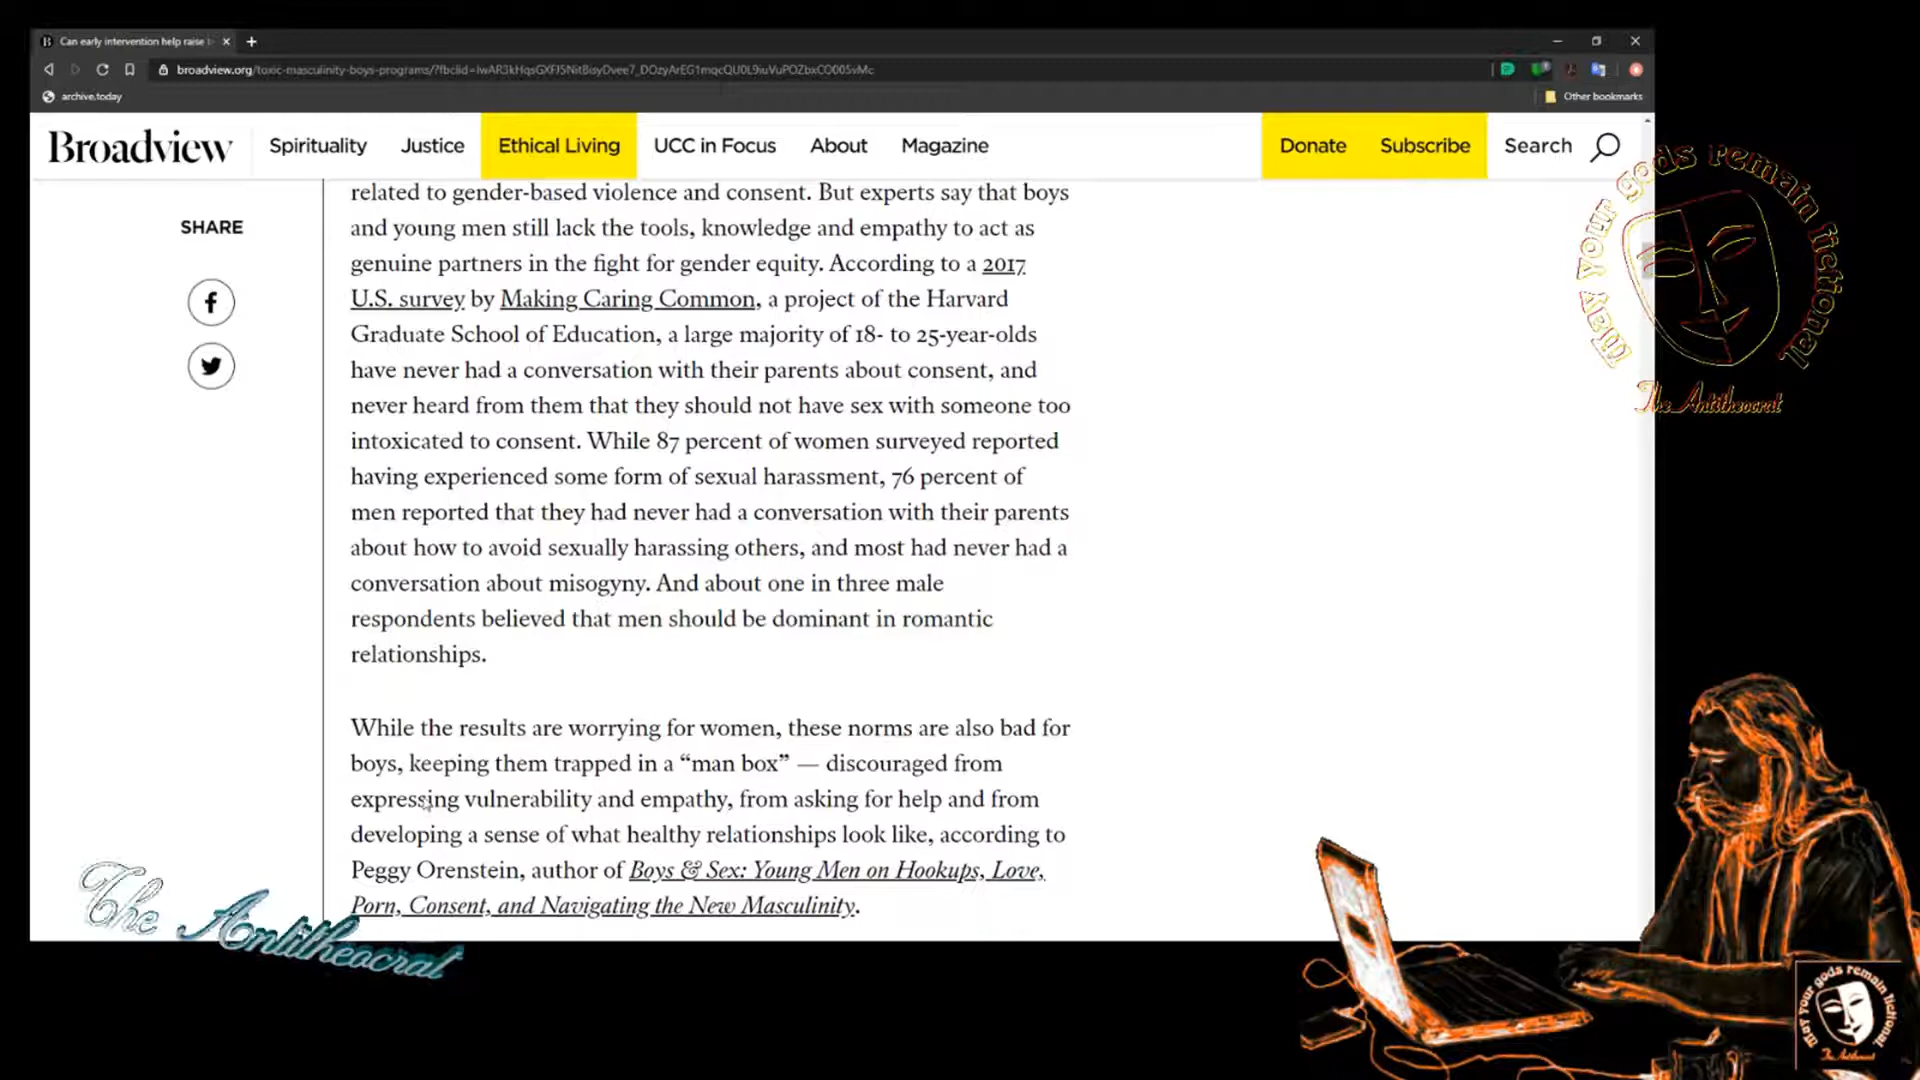 Can early intervention help raise
broadview.org/toxic-masculinity-boys-programs/
archive.today
Other bookmarks
Broadview
Spirituality
Justice
Ethical Living
UCC in Focus
About
Magazine
Donate
Subscribe
Search
SHARE
related to gender-based violence and consent. But experts say that boys
and young men still lack the tools, knowledge and empathy to act as
genuine partners in the fight for gender equity. According to a 2017
U.S. survey by Making Caring Common, a project of the Harvard
Graduate School of Education, a large majority of 18- to 25-year-olds
have never had a conversation with their parents about consent, and
never heard from them that they should not have sex with someone too
intoxicated to consent. While 87 percent of women surveyed reported
having experienced some form of sexual harassment, 76 percent of
men reported that they had never had a conversation with their parents
about how to avoid sexually harassing others, and most had never had a
conversation about misogyny. And about one in three male
respondents believed that men should be dominant in romantic
relationships.
While the results are worrying for women, these norms are also bad for
boys, keeping them trapped in a “man box” — discouraged from
expressing vulnerability and empathy, from asking for help and from
developing a sense of what healthy relationships look like, according to
Peggy Orenstein, author of Boys & Sex: Young Men on Hookups, Love,
Porn, Consent, and Navigating the New Masculinity.
May your gods remain fictional
The Antitheocrat
The Antitheocrat
May your gods remain fictional
The Antitheocrat